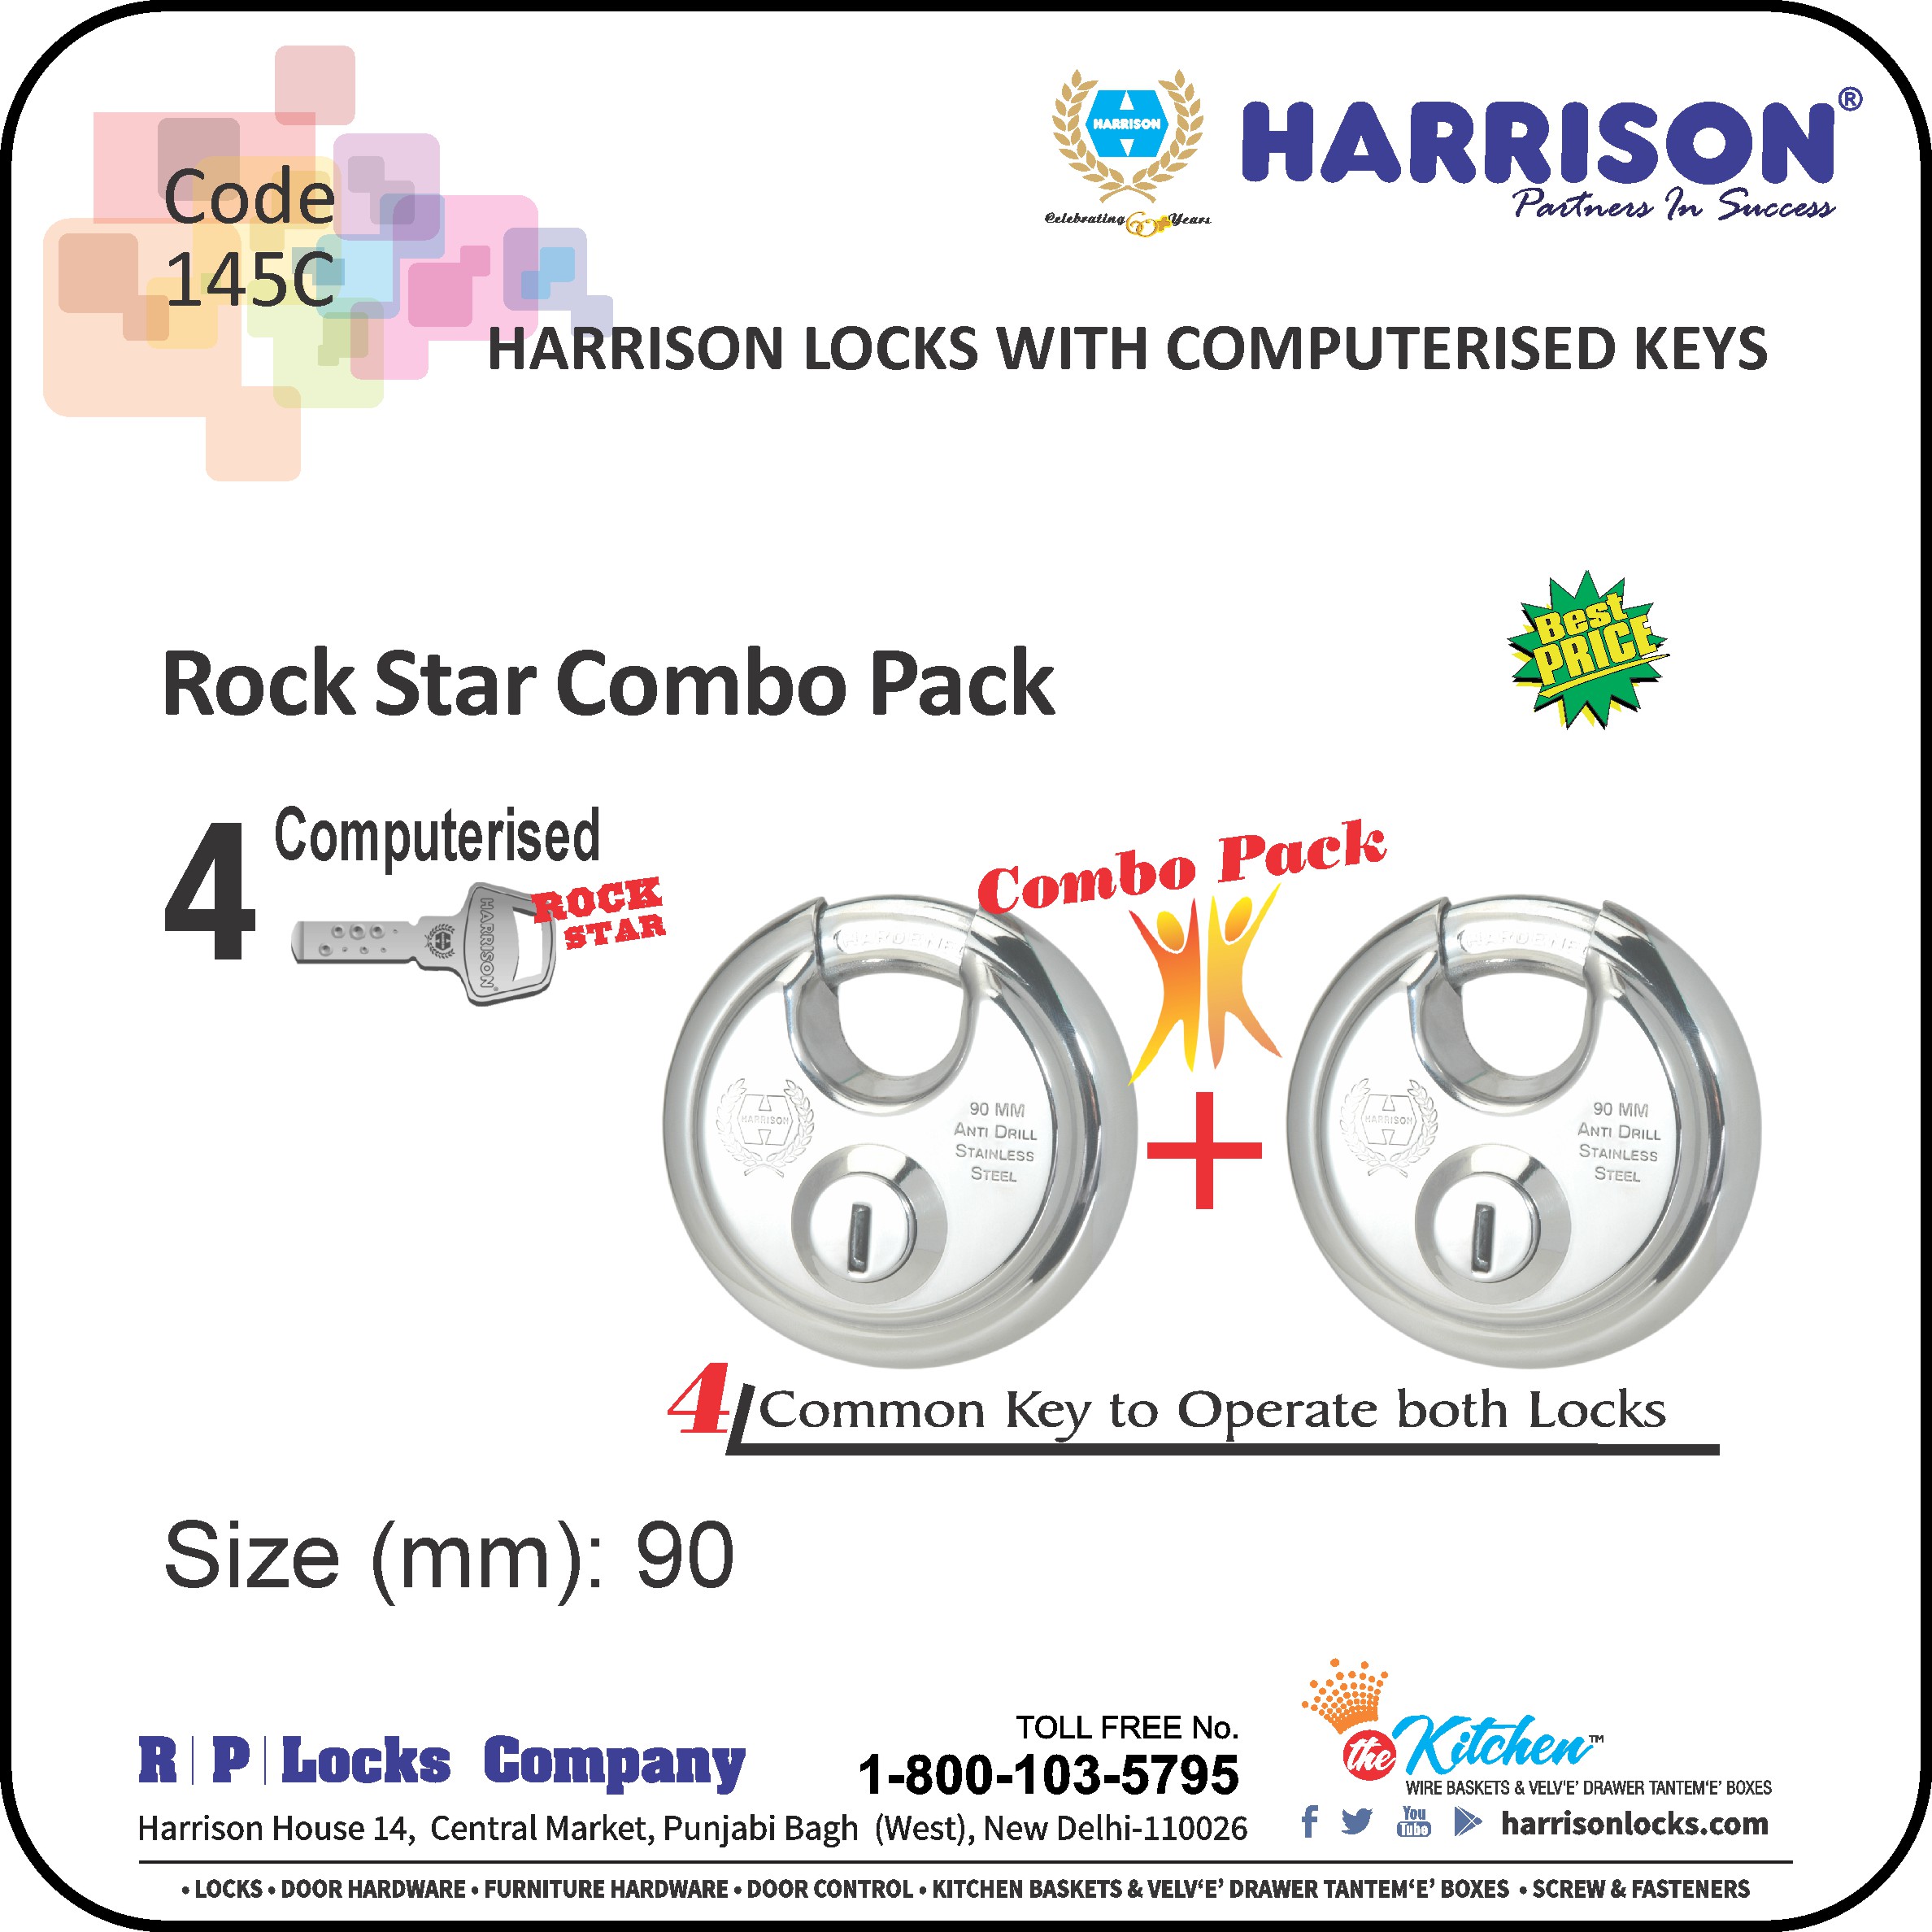 Code
145C
HARRISON
Celebrating 60+ Years
HARRISON®
Partners In Success
HARRISON LOCKS WITH COMPUTERISED KEYS
Best
PRICE
Rock Star Combo Pack
4 Computerised
HARRISON
ROCK
STAR
Combo Pack
HARDENED
HARRISON
90 MM
ANTI DRILL
STAINLESS
STEEL
HARRISON
90 MM
ANTI DRILL
STAINLESS
STEEL
4 Common Key to Operate both Locks
Size (mm): 90
R | P | Locks Company
TOLL FREE No.
1-800-103-5795
the Kitchen™
WIRE BASKETS & VELV'E' DRAWER TANTEM'E' BOXES
Harrison House 14, Central Market, Punjabi Bagh (West), New Delhi-110026
f You Tube harrisonlocks.com
• LOCKS • DOOR HARDWARE • FURNITURE HARDWARE • DOOR CONTROL • KITCHEN BASKETS & VELV‘E’ DRAWER TANTEM‘E’ BOXES • SCREW & FASTENERS